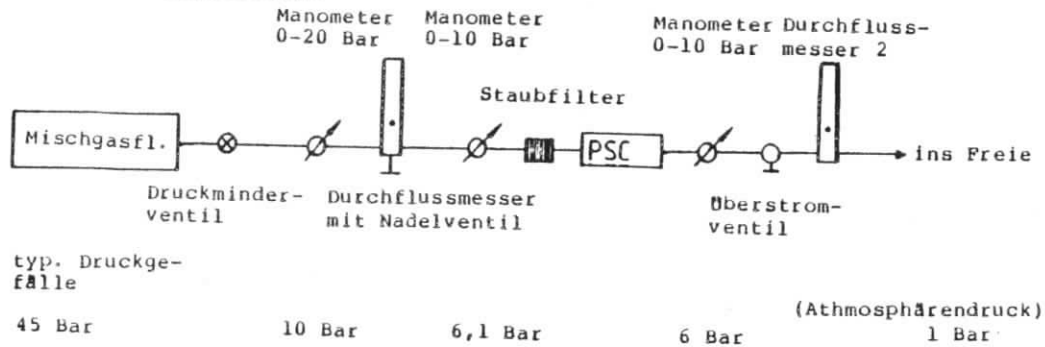 Manometer Manometer Manometer Durchfluss-
0-20 Bar 0-10 Bar 0-10 Bar messer 2
Staubfilter
Mischgasfl. PSC ins Freie
Druckminder- Durchflussmesser Überstrom-
ventil mit Nadelventil ventil
typ. Druckge-
fälle
(Athmosphärendruck)
45 Bar 10 Bar 6,1 Bar 6 Bar 1 Bar